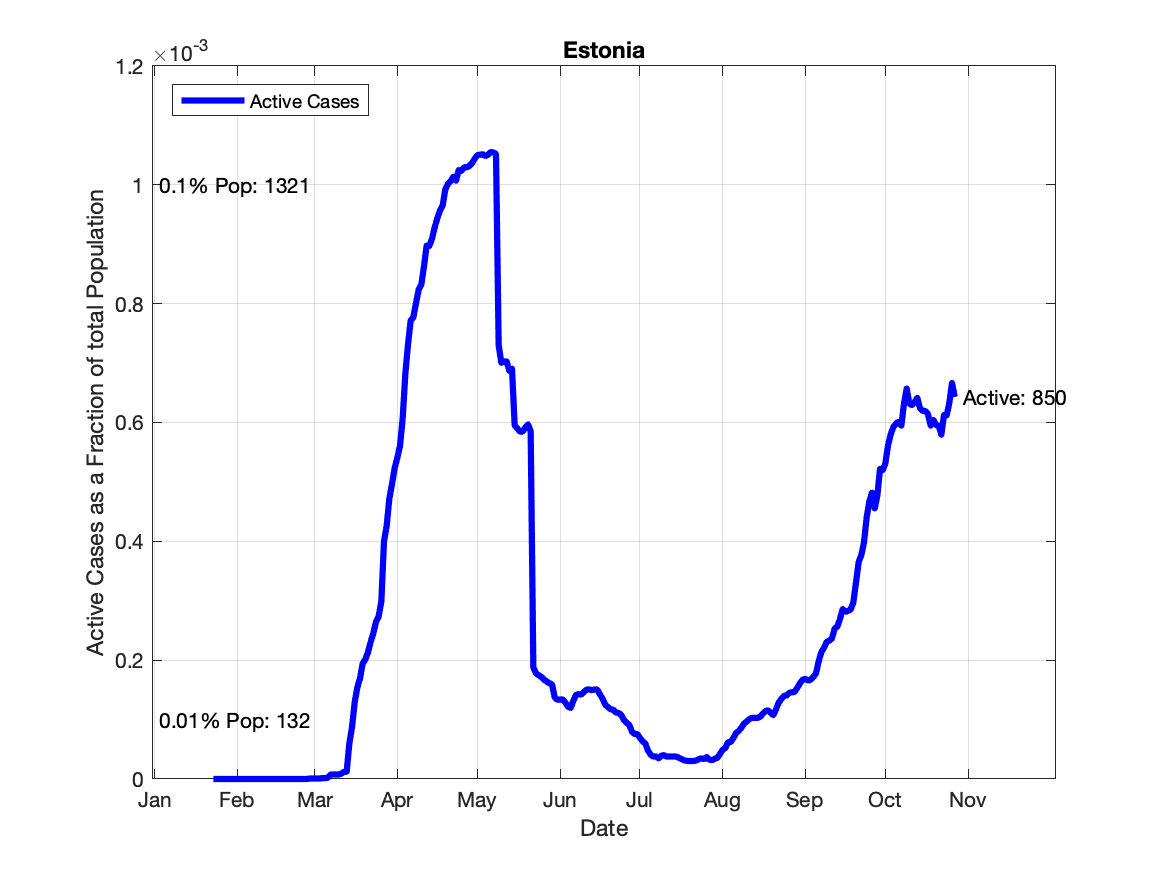 Estonia
×10-3
1.2
Active Cases
1
0.1% Pop: 1321
0.8
0.6
Active: 850
0.4
0.2
0.01% Pop: 132
0
Jan Feb Mar Apr May Jun Jul Aug Sep Oct Nov
Date
Active Cases as a Fraction of total Population